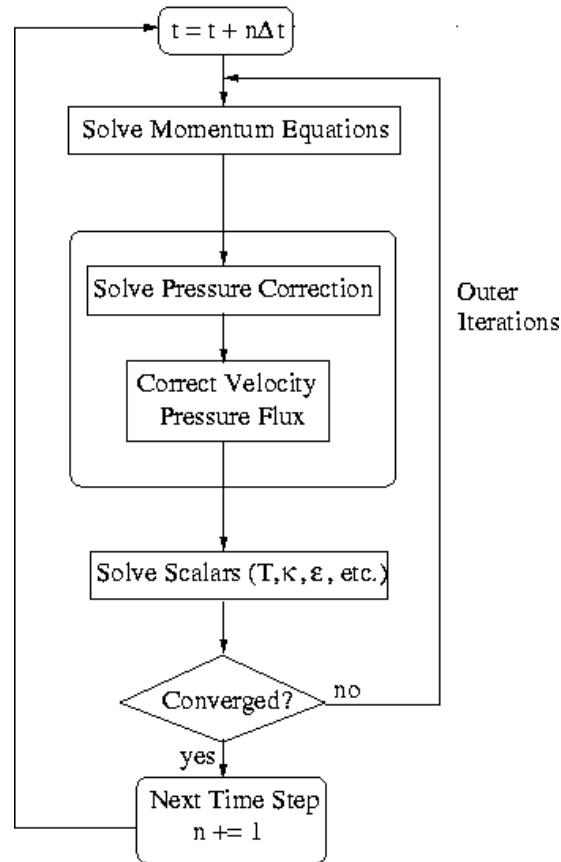 t = t + nΔt
Solve Momentum Equations
Solve Pressure Correction
Outer
Iterations
Correct Velocity
Pressure Flux
Solve Scalars (T,κ,ε, etc.)
Converged?
no
yes
Next Time Step
n += 1